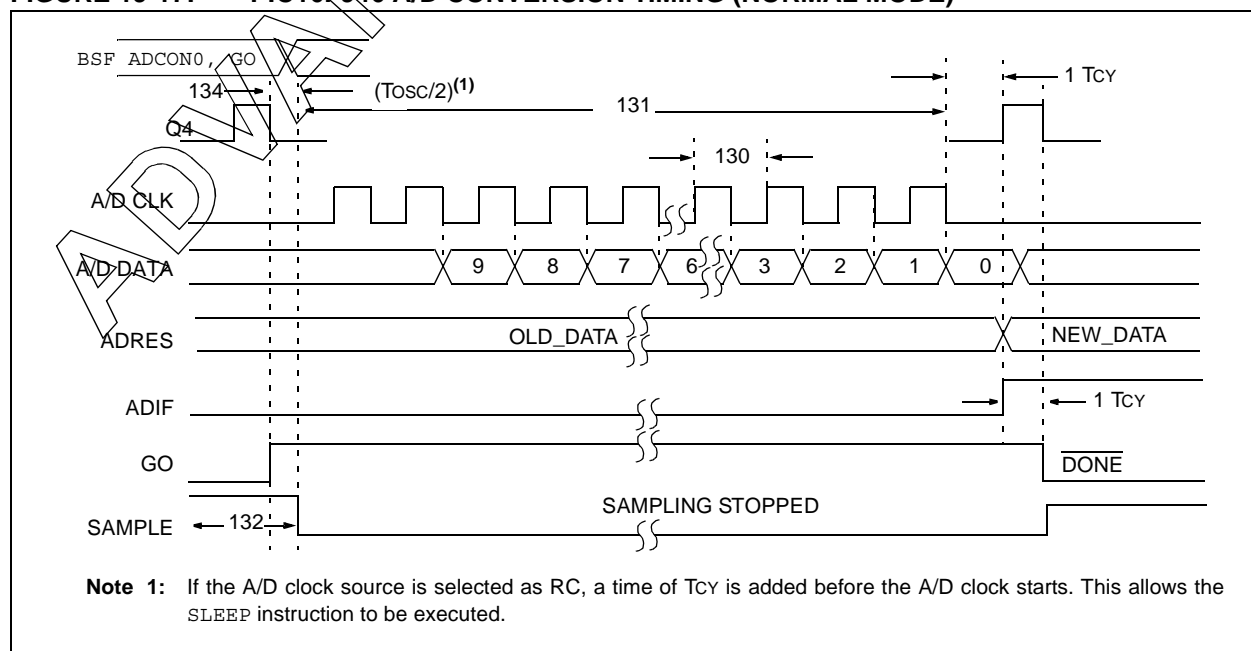 BSF ADCON0, GO
134
(TOSC/2)(1)
131
1 TCY
Q4
130
A/D CLK
A/D DATA
9 8 7 6 3 2 1 0
ADRES
OLD_DATA
NEW_DATA
ADIF
1 TCY
GO
DONE
SAMPLE
132
SAMPLING STOPPED
Note 1: If the A/D clock source is selected as RC, a time of TCY is added before the A/D clock starts. This allows the
SLEEP instruction to be executed.